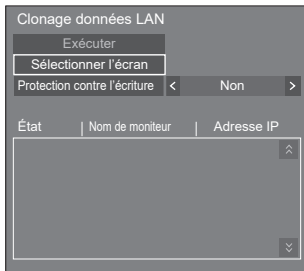 Clonage données LAN
Exécuter
Sélectionner l'écran
Protection contre l'écriture < Non >
État | Nom de moniteur | Adresse IP